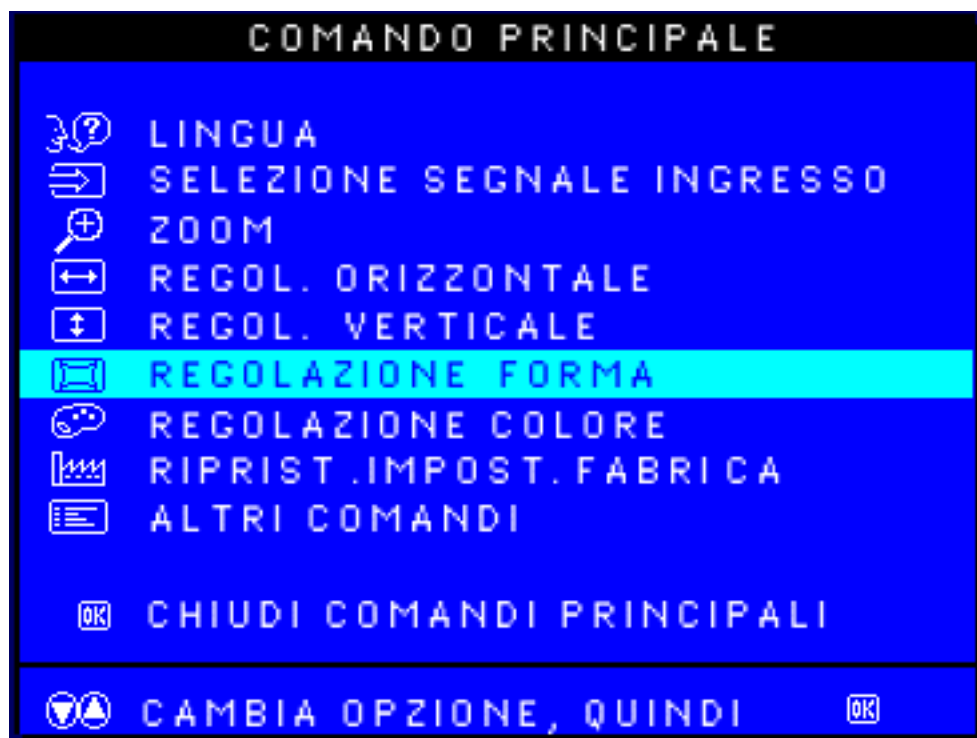 COMANDO PRINCIPALE
LINGUA
SELEZIONE SEGNALE INGRESSO
ZOOM
REGOL. ORIZZONTALE
REGOL. VERTICALE
REGOLAZIONE FORMA
REGOLAZIONE COLORE
RIPRIST.IMPOST.FABRICA
ALTRI COMANDI
OK CHIUDI COMANDI PRINCIPALI
CAMBIA OPZIONE, QUINDI OK